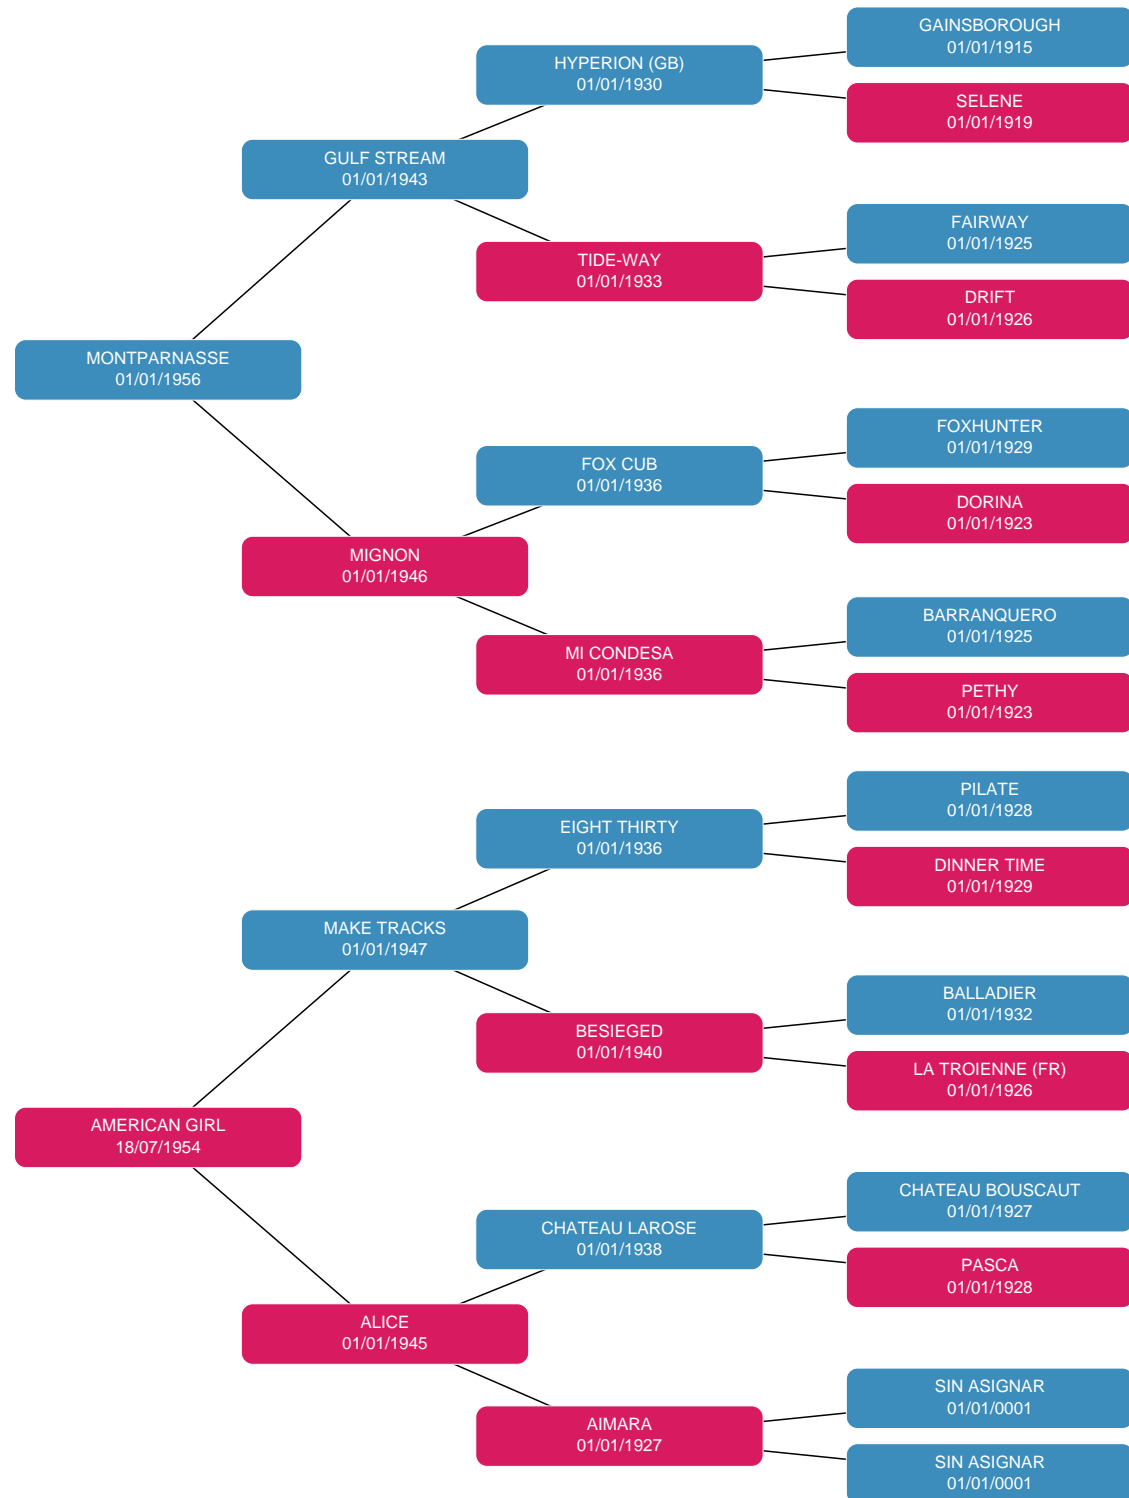 GAINSBOROUGH
01/01/1915
HYPERION (GB)
01/01/1930
SELENE
01/01/1919
GULF STREAM
01/01/1943
FAIRWAY
01/01/1925
TIDE-WAY
01/01/1933
DRIFT
01/01/1926
MONTPARNASSE
01/01/1956
FOXHUNTER
01/01/1929
FOX CUB
01/01/1936
DORINA
01/01/1923
MIGNON
01/01/1946
BARRANQUERO
01/01/1925
MI CONDESA
01/01/1936
PETHY
01/01/1923
PILATE
01/01/1928
EIGHT THIRTY
01/01/1936
DINNER TIME
01/01/1929
MAKE TRACKS
01/01/1947
BALLADIER
01/01/1932
BESIEGED
01/01/1940
LA TROIENNE (FR)
01/01/1926
AMERICAN GIRL
18/07/1954
CHATEAU BOUSCAUT
01/01/1927
CHATEAU LAROSE
01/01/1938
PASCA
01/01/1928
ALICE
01/01/1945
SIN ASIGNAR
01/01/0001
AIMARA
01/01/1927
SIN ASIGNAR
01/01/0001